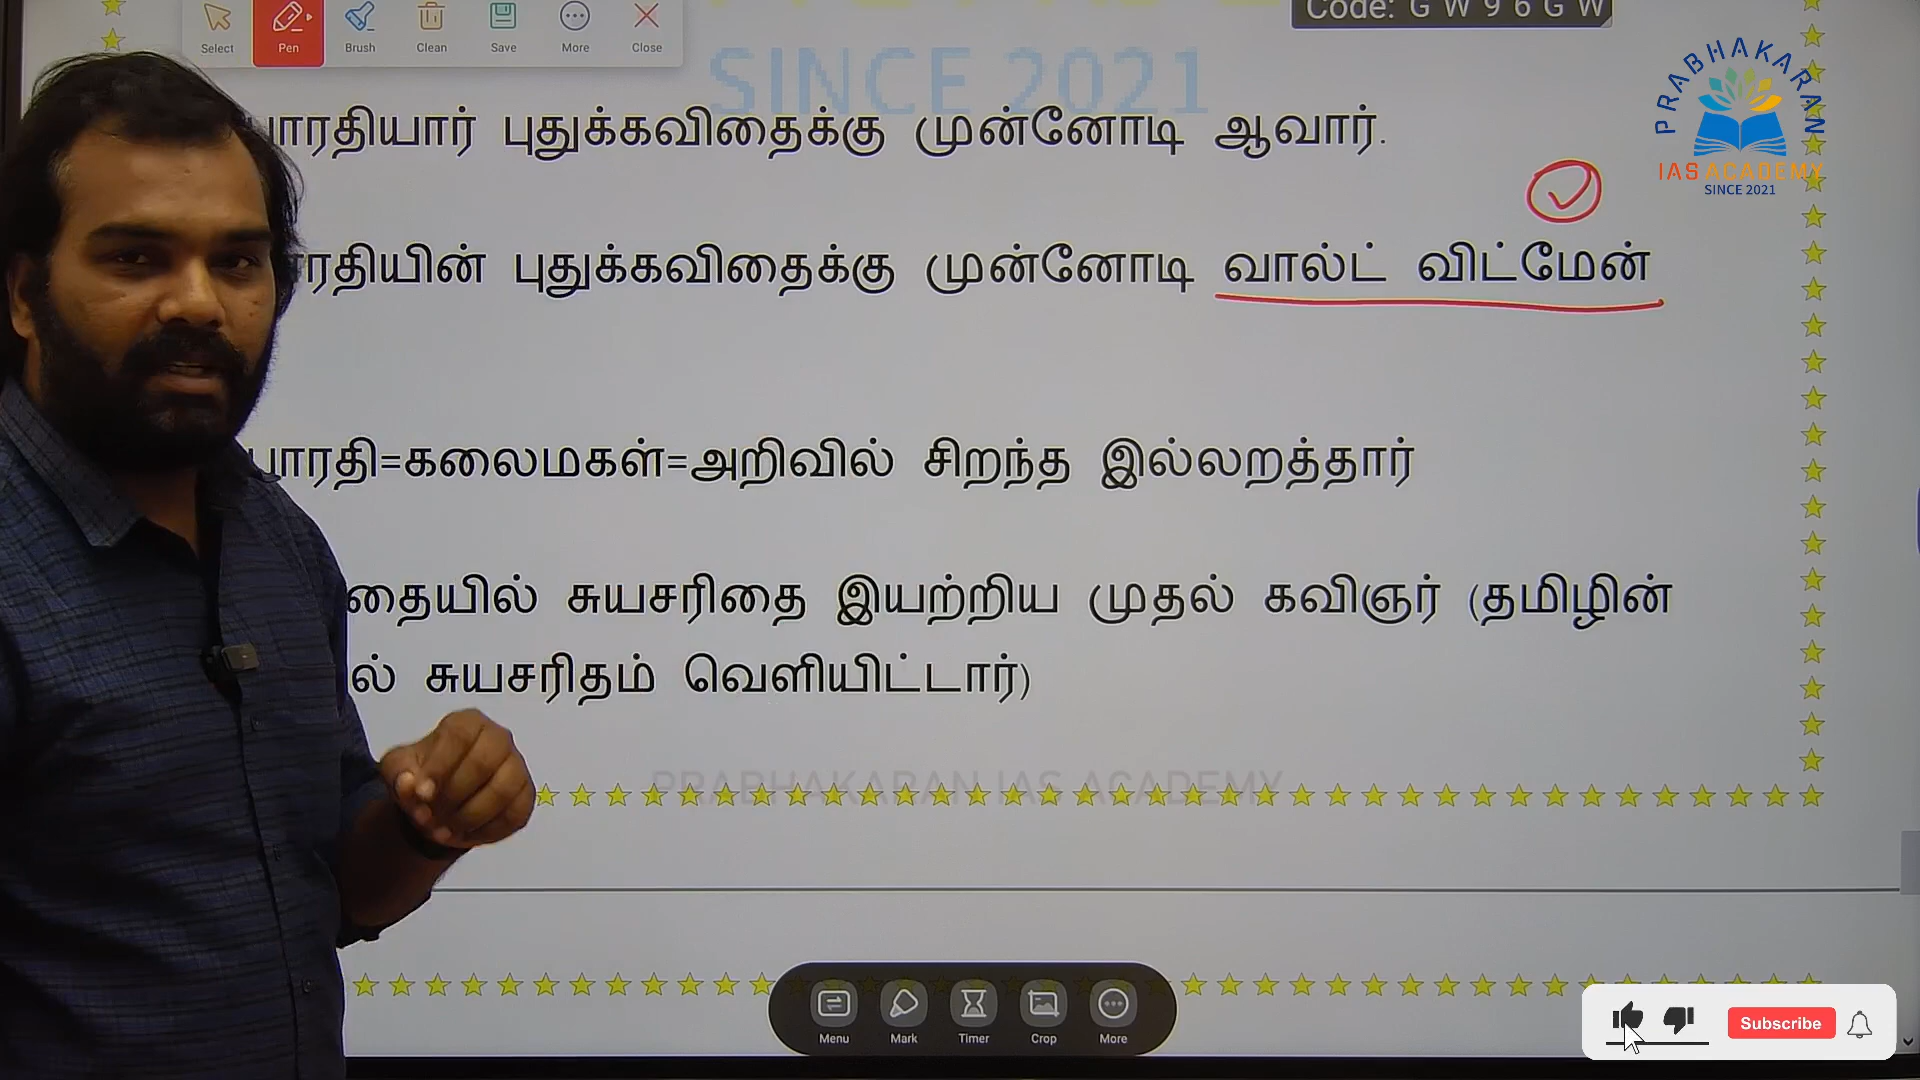 Select Pen Brush Clean Save More Close
Code: G W 9 6 G W
SINCE 2021
PRABHAKARAN
IAS ACADEMY
SINCE 2021
பாரதியார் புதுக்கவிதைக்கு முன்னோடி ஆவார்.
ரதியின் புதுக்கவிதைக்கு முன்னோடி வால்ட் விட்மேன்
பாரதி=கலைமகள்=அறிவில் சிறந்த இல்லறத்தார்
தையில் சுயசரிதை இயற்றிய முதல் கவிஞர் (தமிழின்
ல் சுயசரிதம் வெளியிட்டார்)
PRABHAKARAN IAS ACADEMY
Menu Mark Timer Crop More
Subscribe